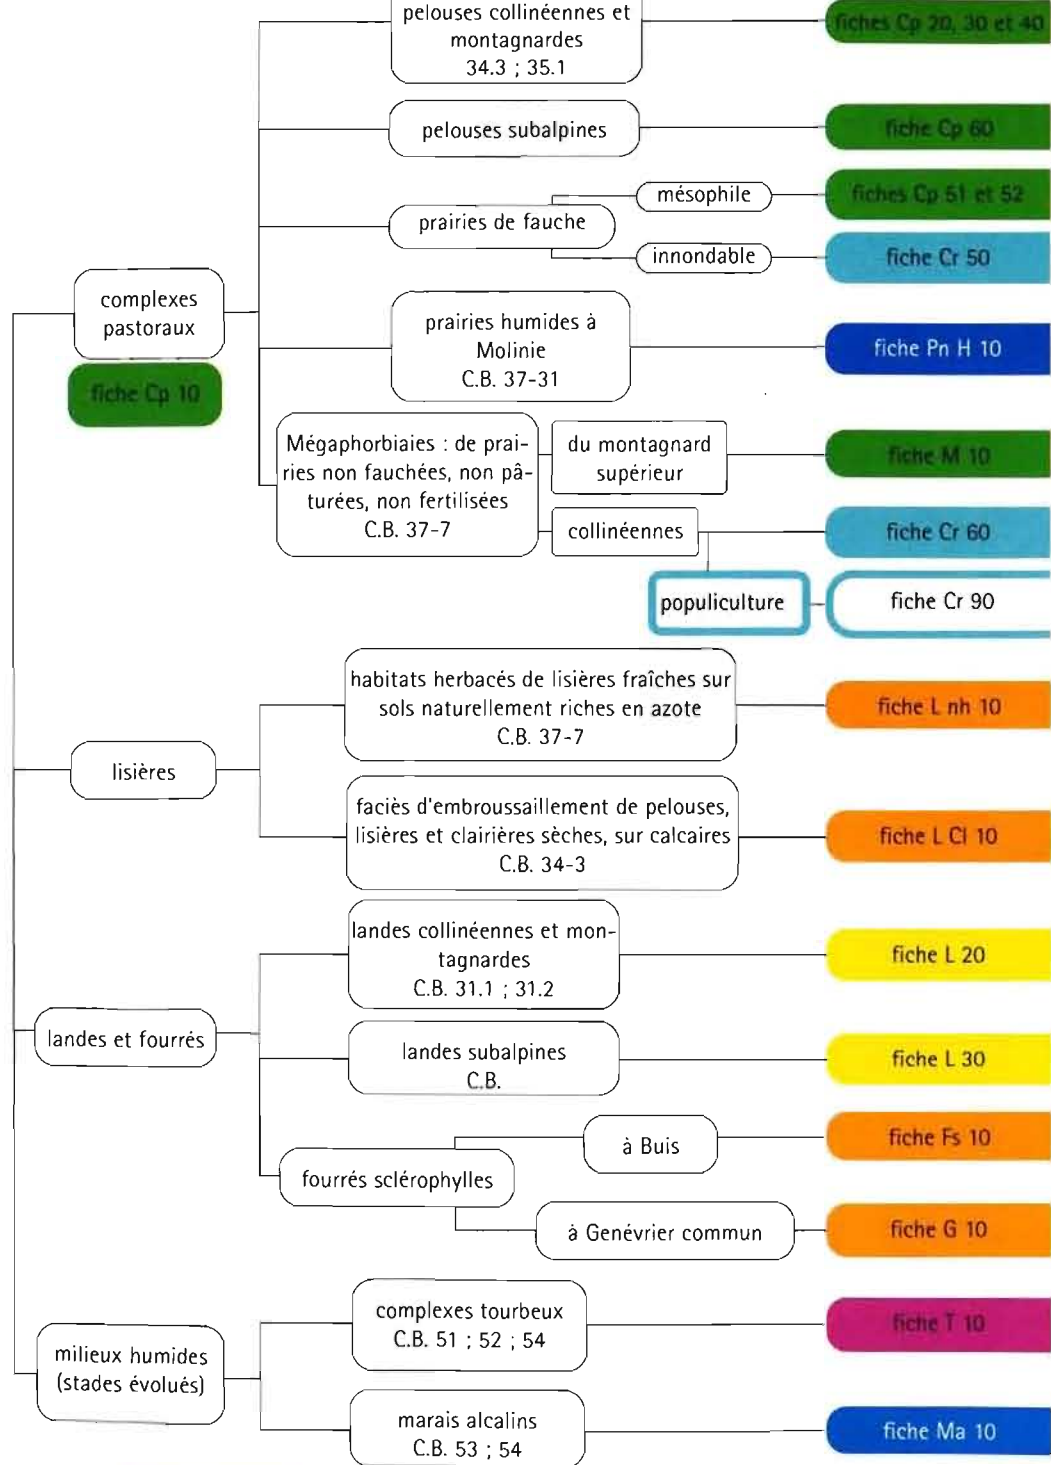 pelouses collinéennes et
montagnardes
34.3 ; 35.1
fiches Cp 20, 30 et 40
pelouses subalpines
fiche Cp 60
prairies de fauche
mésophile
fiches Cp 51 et 52
innondable
fiche Cr 50
complexes
pastoraux
fiche Cp 10
prairies humides à
Molinie
C.B. 37-31
fiche Pn H 10
Mégaphorbiaies : de prai-
ries non fauchées, non pâ-
turées, non fertilisées
C.B. 37-7
du montagnard
supérieur
fiche M 10
collinéennes
fiche Cr 60
populiculture
fiche Cr 90
lisières
habitats herbacés de lisières fraîches sur
sols naturellement riches en azote
C.B. 37-7
fiche L nh 10
faciès d'embroussaillement de pelouses,
lisières et clairières sèches, sur calcaires
C.B. 34-3
fiche L Cl 10
landes et fourrés
landes collinéennes et mon-
tagnardes
C.B. 31.1 ; 31.2
fiche L 20
landes subalpines
C.B.
fiche L 30
fourrés sclérophylles
à Buis
fiche Fs 10
à Genévrier commun
fiche G 10
milieux humides
(stades évolués)
complexes tourbeux
C.B. 51 ; 52 ; 54
fiche T 10
marais alcalins
C.B. 53 ; 54
fiche Ma 10